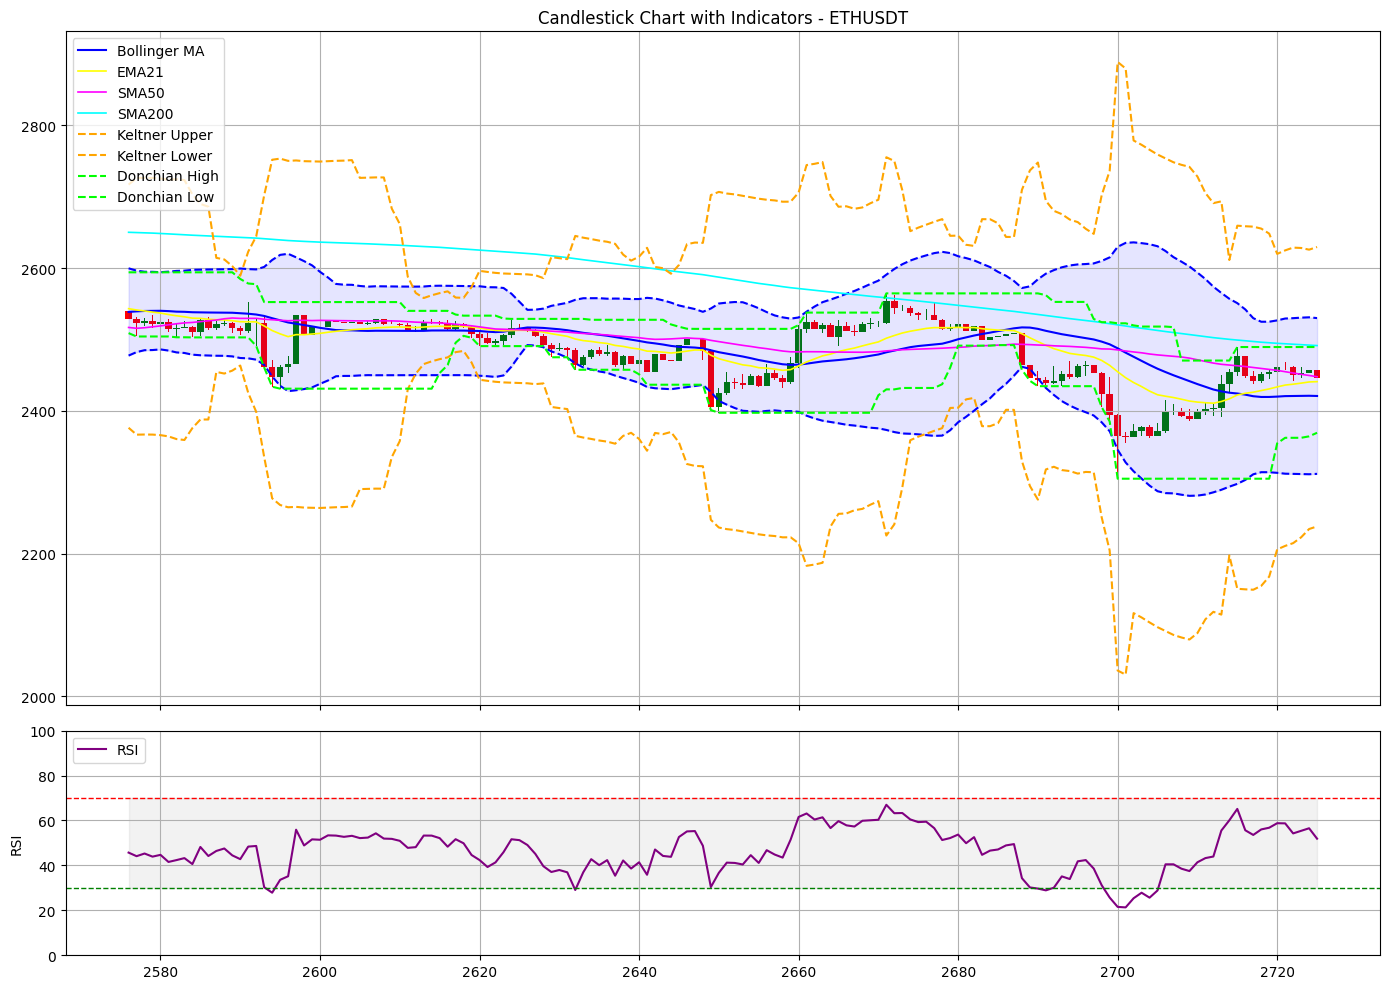 Candlestick Chart with Indicators - ETHUSDT
Bollinger MA
EMA21
SMA50
SMA200
Keltner Upper
Keltner Lower
Donchian High
Donchian Low
2800
2600
2400
2200
2000
RSI
100
80
60
40
20
0
RSI
2580
2600
2620
2640
2660
2680
2700
2720